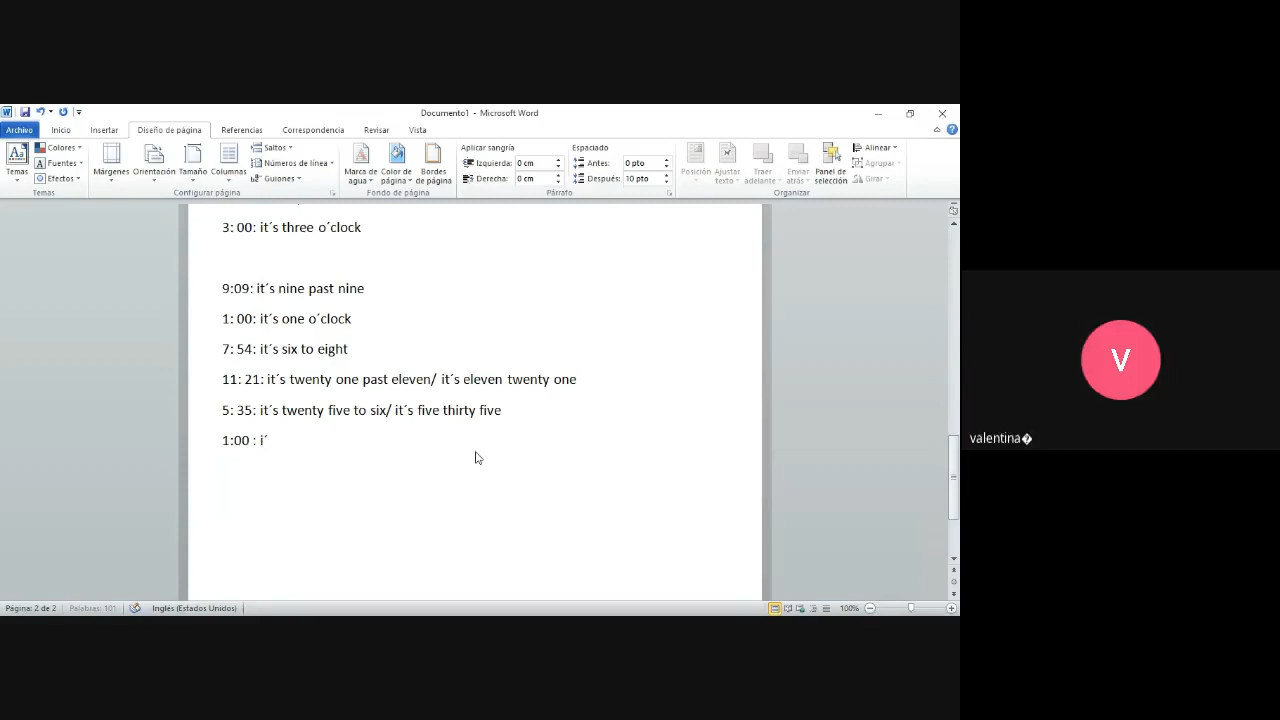 Documento1 - Microsoft Word
Archivo Inicio Insertar Diseño de página Referencias Correspondencia Revisar Vista
Temas
Colores
Fuentes
Efectos
Temas
Márgenes Orientación Tamaño Columnas
Saltos
Números de línea
Guiones
Configurar página
Marca de agua
Color de página
Bordes de página
Fondo de página
Aplicar sangría
Izquierda: 0 cm
Derecha: 0 cm
Espaciado
Antes: 0 pto
Después: 10 pto
Párrafo
Posición
Ajustar texto
Traer adelante
Enviar atrás
Panel de selección
Alinear
Agrupar
Girar
Organizar
3: 00: it´s three o´clock
9:09: it´s nine past nine
1: 00: it´s one o´clock
7: 54: it´s six to eight
11: 21: it´s twenty one past eleven/ it´s eleven twenty one
5: 35: it´s twenty five to six/ it´s five thirty five
1:00 : i´
Página: 2 de 2 Palabras: 101 Inglés (Estados Unidos) 100%
V
valentina�